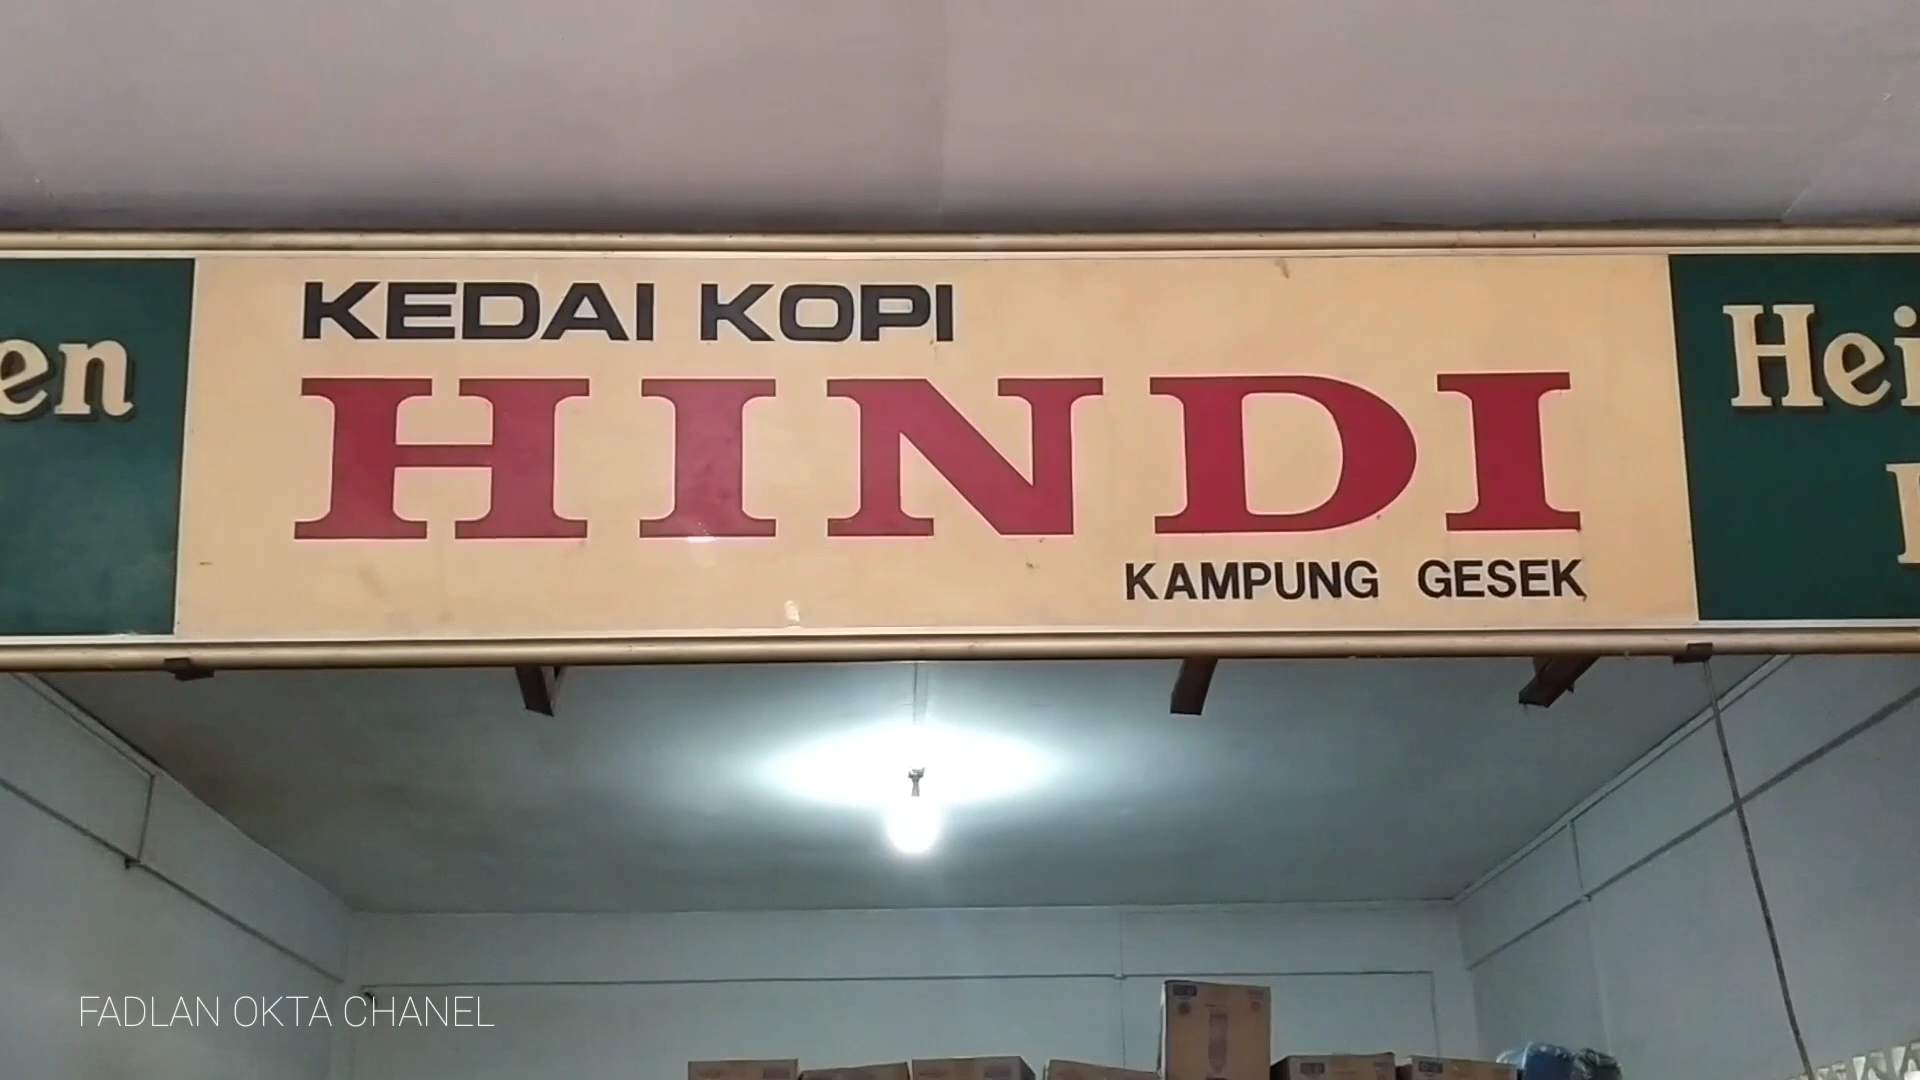 KEDAI KOPI
HINDI
KAMPUNG GESEK
en
Hei
FADLAN OKTA CHANEL